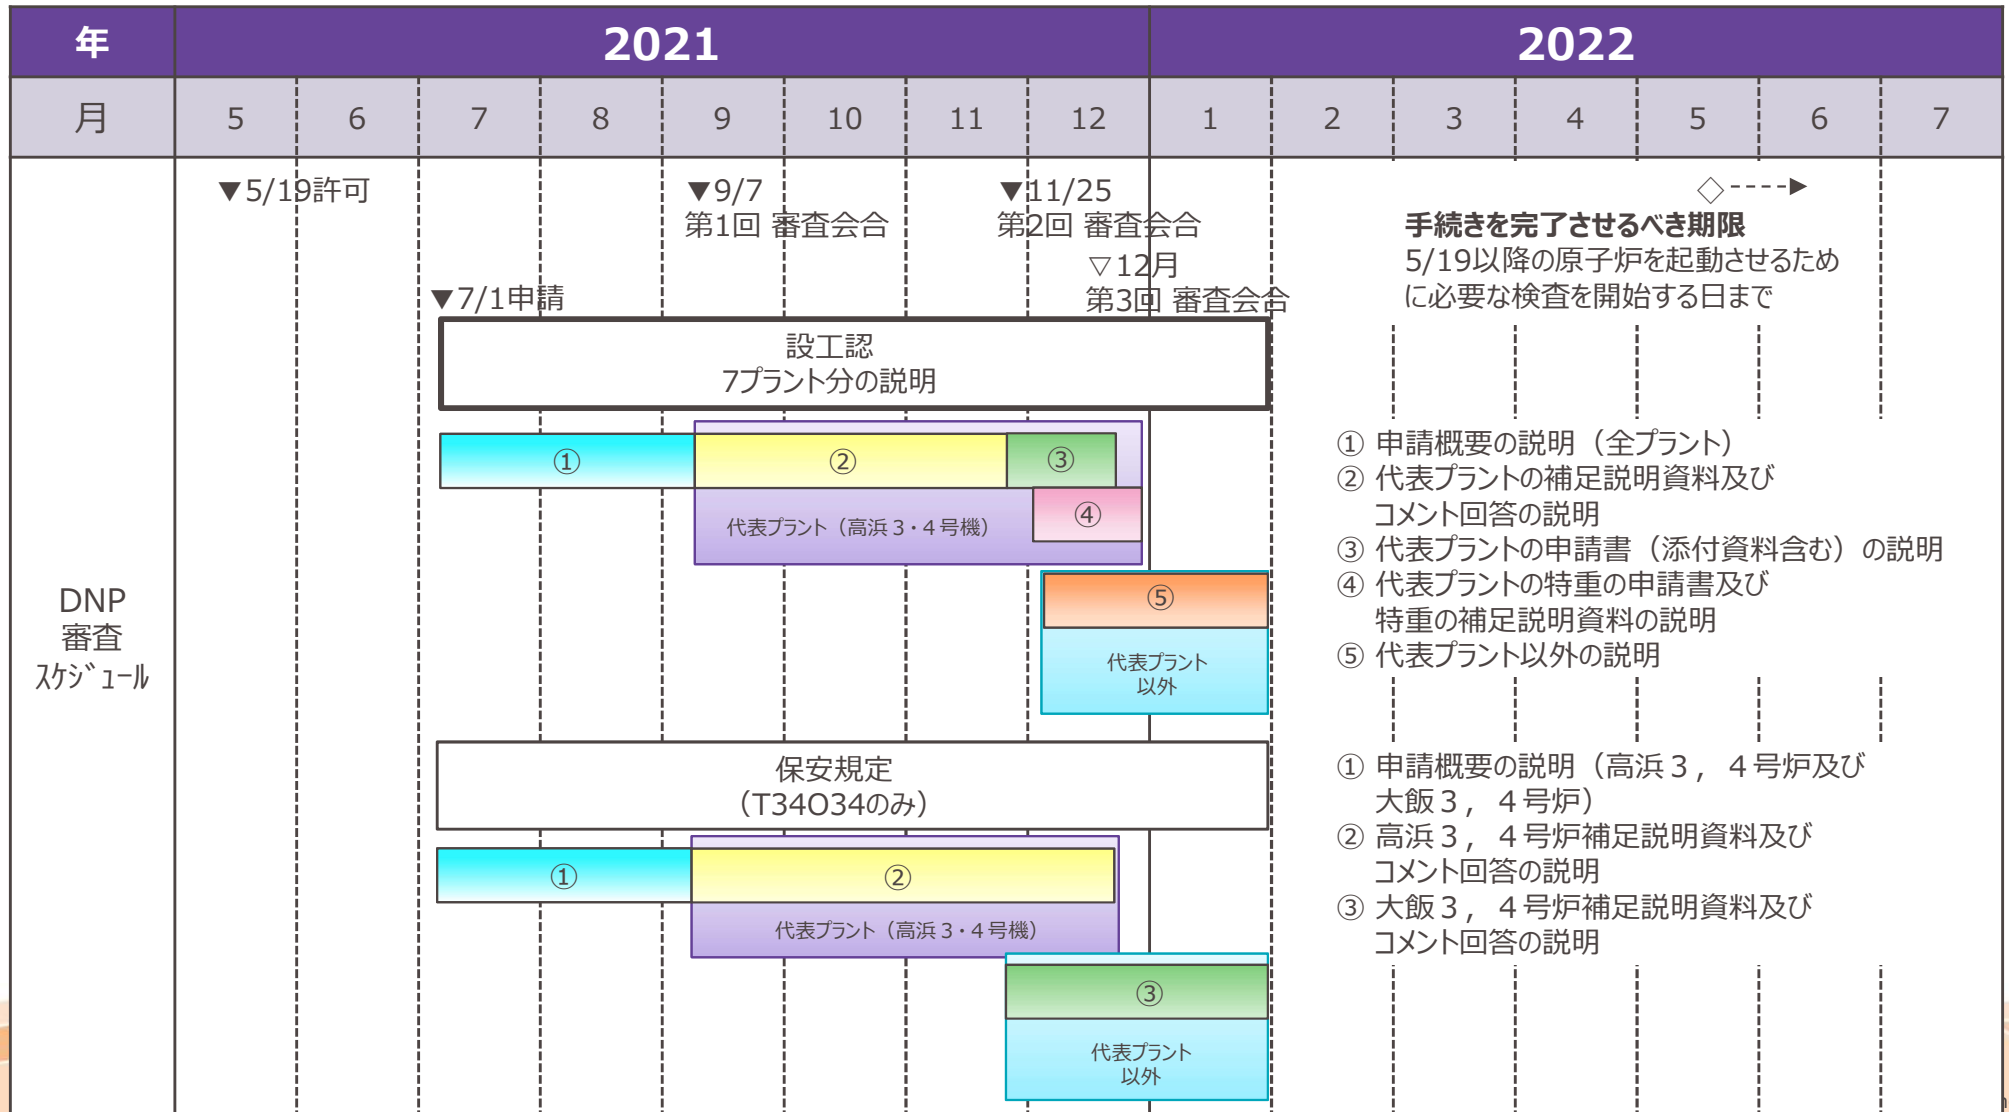 年 2021 2022
月 5 6 7 8 9 10 11 12 1 2 3 4 5 6 7
DNP
審査
ｽｹｼﾞｭｰﾙ
▼5/19許可
▼9/7
第1回 審査会合
▼11/25
第2回 審査会合
▽12月
第3回 審査会合
▼7/1申請
◇
手続きを完了させるべき期限
5/19以降の原子炉を起動させるため
に必要な検査を開始する日まで
設工認
7プラント分の説明
① ② ③
④
代表プラント（高浜３・４号機）
⑤
代表プラント
以外
① 申請概要の説明（全プラント）
② 代表プラントの補足説明資料及び
コメント回答の説明
③ 代表プラントの申請書（添付資料含む）の説明
④ 代表プラントの特重の申請書及び
特重の補足説明資料の説明
⑤ 代表プラント以外の説明
保安規定
（T34O34のみ）
① ②
代表プラント（高浜３・４号機）
③
代表プラント
以外
① 申請概要の説明（高浜３，４号炉及び
大飯３，４号炉）
② 高浜３，４号炉補足説明資料及び
コメント回答の説明
③ 大飯３，４号炉補足説明資料及び
コメント回答の説明